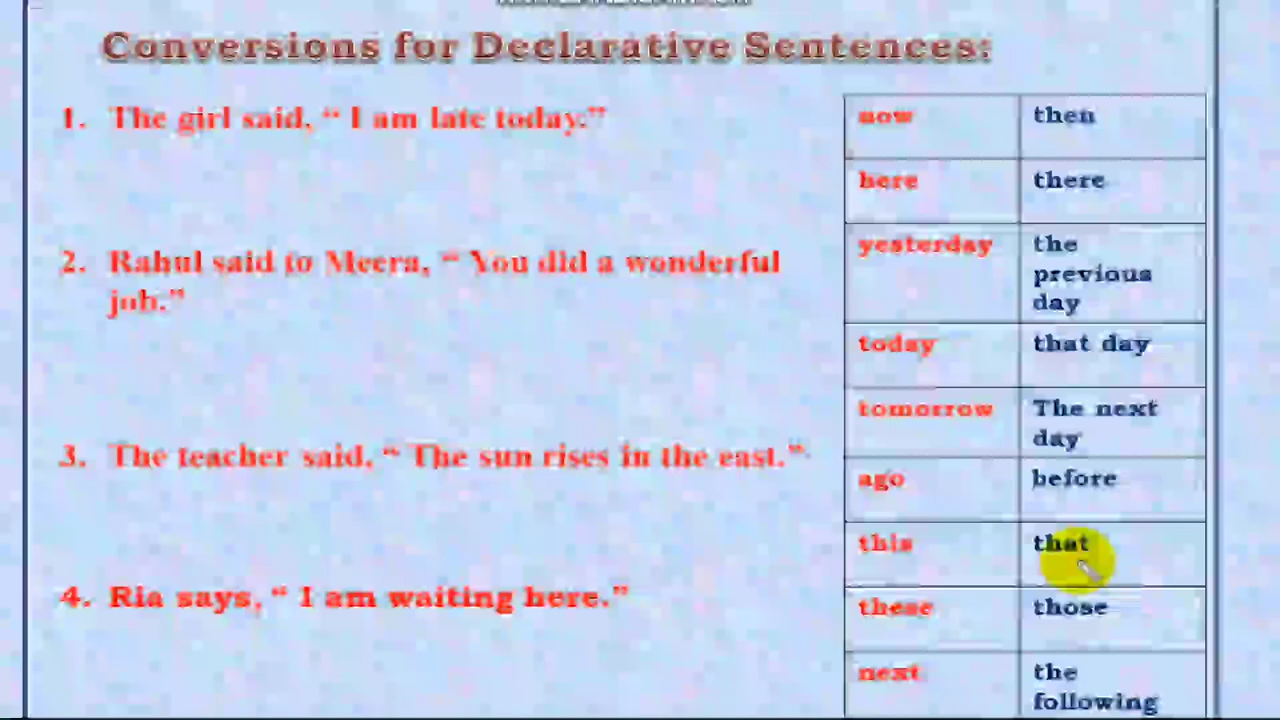 Conversions for Declarative Sentences:
1. The girl said, “ I am late today.”
2. Rahul said to Meera, “ You did a wonderful
job.”
3. The teacher said, “ The sun rises in the east.”
4. Ria says, “ I am waiting here.”
now then
here there
yesterday the
previous
day
today that day
tomorrow The next
day
ago before
this that
these those
next the
following